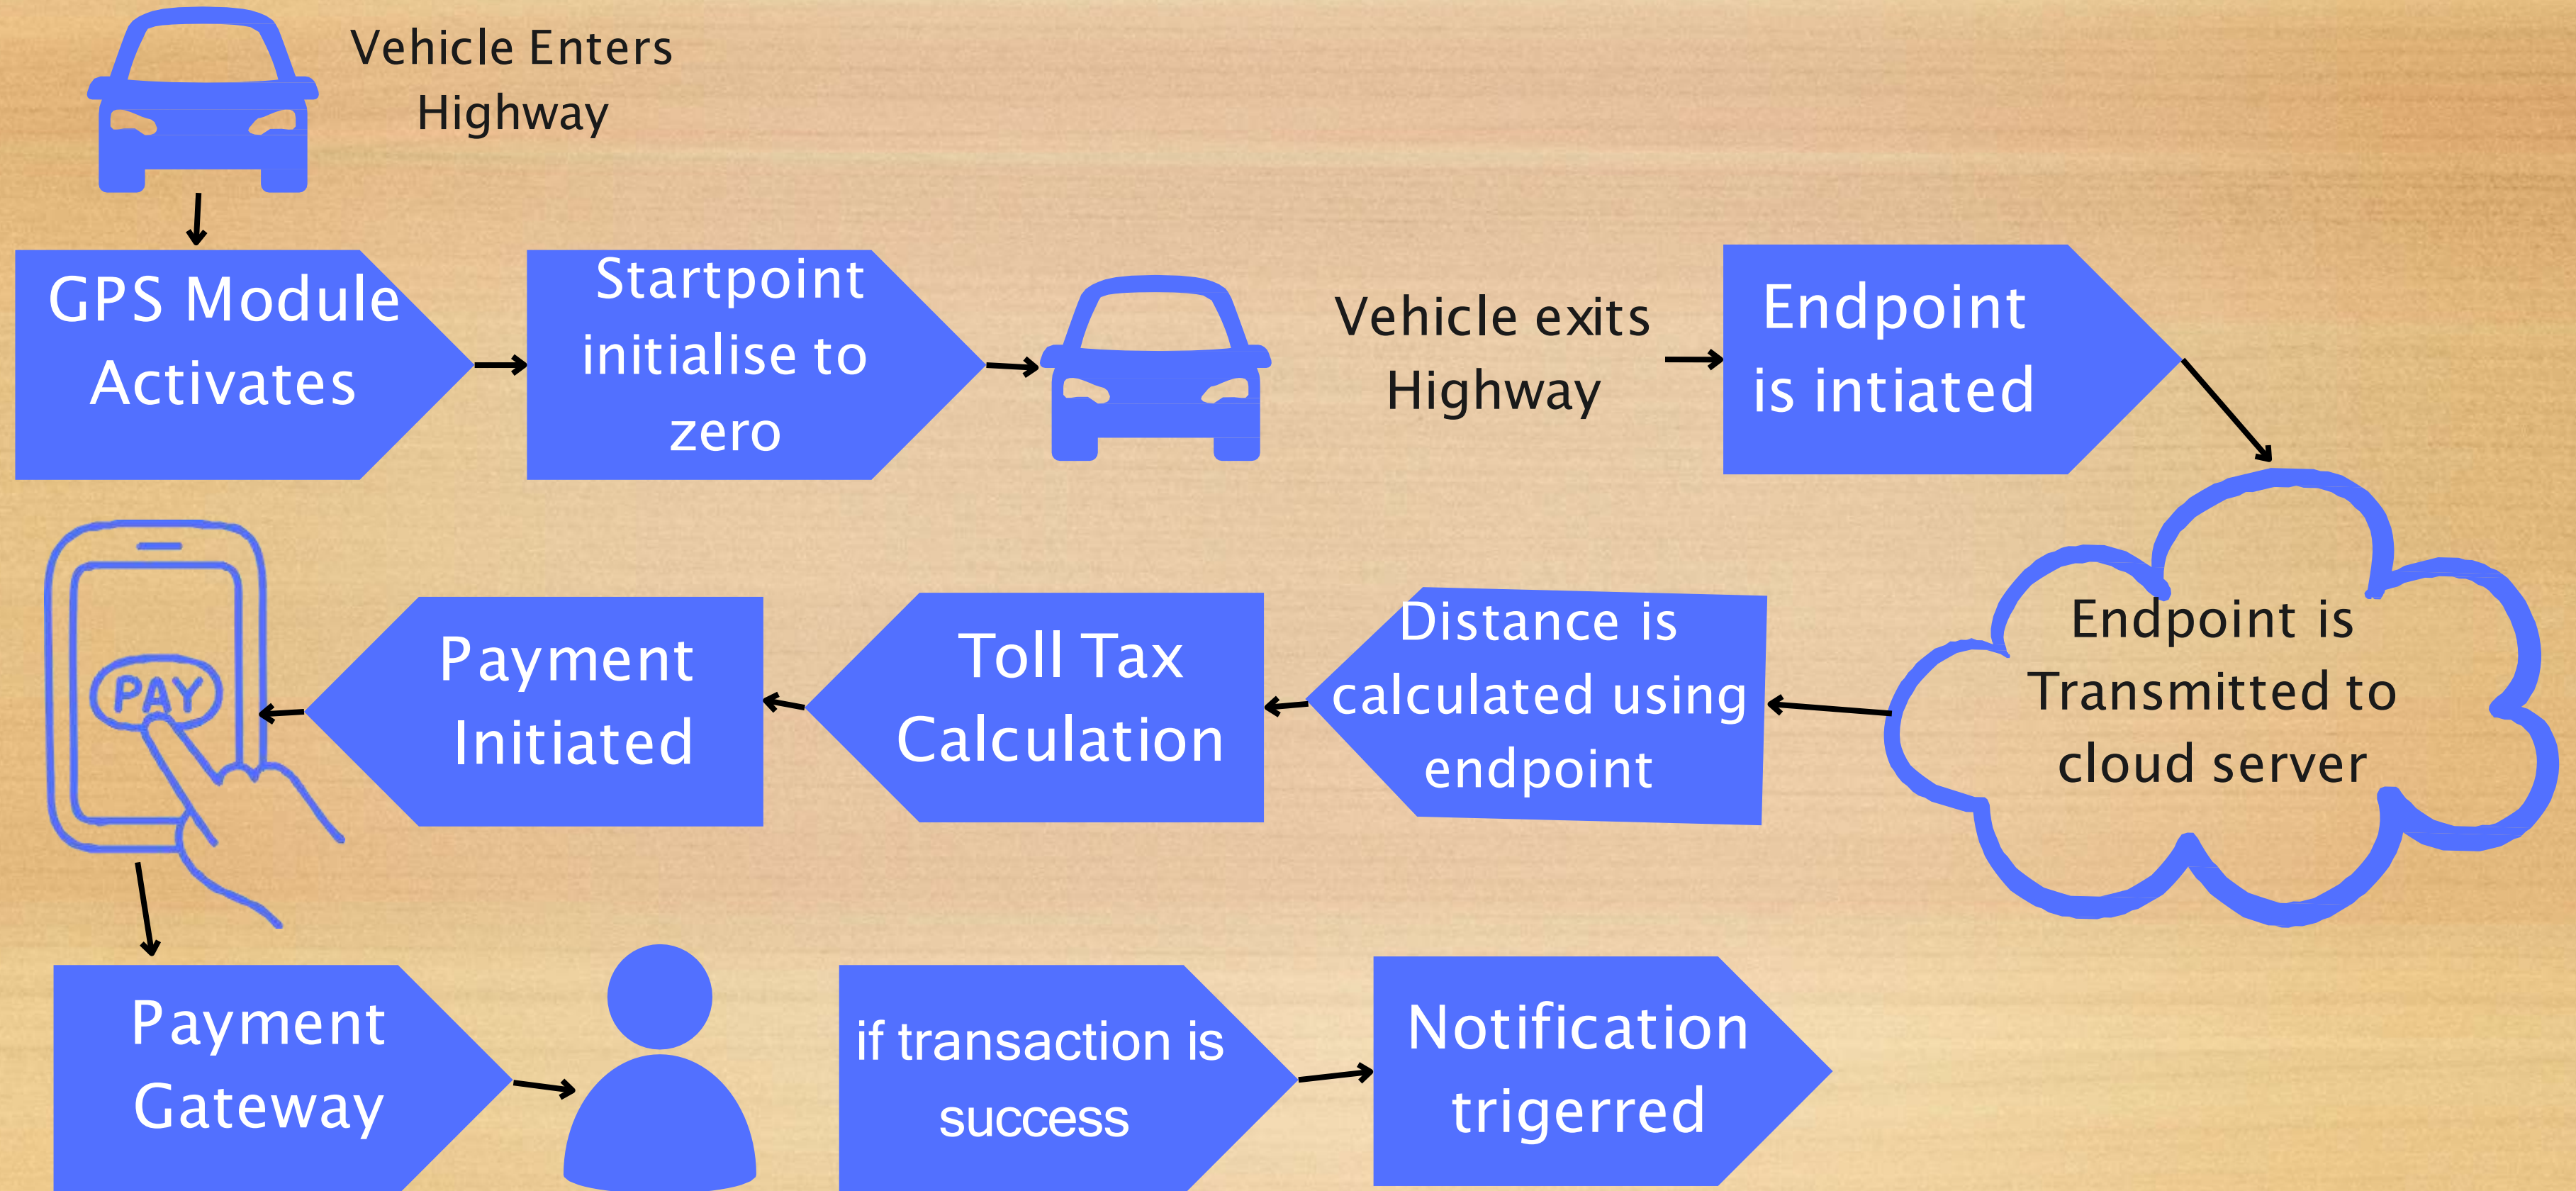 Vehicle Enters
Highway
GPS Module
Activates
Startpoint
initialise to
zero
Vehicle exits
Highway
Endpoint
is intiated
Endpoint is
Transmitted to
cloud server
Distance is
calculated using
endpoint
Toll Tax
Calculation
Payment
Initiated
PAY
Payment
Gateway
if transaction is
success
Notification
trigerred